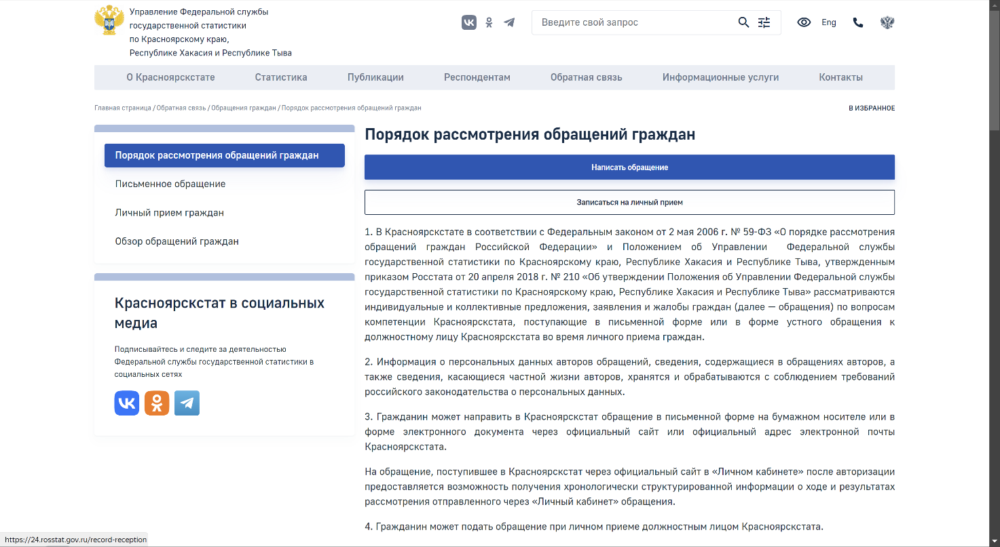 Управление Федеральной службы
государственной статистики
по Красноярскому краю,
Республике Хакасия и Республике Тыва
Введите свой запрос
Eng
О Красноярскстате
Статистика
Публикации
Респондентам
Обратная связь
Информационные услуги
Контакты
Главная страница / Обратная связь / Обращения граждан / Порядок рассмотрения обращений граждан
В ИЗБРАННОЕ
Порядок рассмотрения обращений граждан
Письменное обращение
Личный прием граждан
Обзор обращений граждан
Красноярскстат в социальных
медиа
Подписывайтесь и следите за деятельностью
Федеральной службы государственной статистики в
социальных сетях
Порядок рассмотрения обращений граждан
Написать обращение
Записаться на личный прием
1. В Красноярскстате в соответствии с Федеральным законом от 2 мая 2006 г. № 59-ФЗ «О порядке рассмотрения
обращений граждан Российской Федерации» и Положением об Управлении Федеральной службы
государственной статистики по Красноярскому краю, Республике Хакасия и Республике Тыва, утвержденным
приказом Росстата от 20 апреля 2018 г. № 210 «Об утверждении Положения об Управлении Федеральной службы
государственной статистики по Красноярскому краю, Республике Хакасия и Республике Тыва» рассматриваются
индивидуальные и коллективные предложения, заявления и жалобы граждан (далее — обращения) по вопросам
компетенции Красноярскстата, поступающие в письменной форме или в форме устного обращения к
должностному лицу Красноярскстата во время личного приема граждан.
2. Информация о персональных данных авторов обращений, сведения, содержащиеся в обращениях авторов, а
также сведения, касающиеся частной жизни авторов, хранятся и обрабатываются с соблюдением требований
российского законодательства о персональных данных.
3. Гражданин может направить в Красноярскстат обращение в письменной форме на бумажном носителе или в
форме электронного документа через официальный сайт или официальный адрес электронной почты
Красноярскстата.
На обращение, поступившее в Красноярскстат через официальный сайт в «Личном кабинете» после авторизации
предоставляется возможность получения хронологически структурированной информации о ходе и результатах
рассмотрения отправленного через «Личный кабинет» обращения.
4. Гражданин может подать обращение при личном приеме должностным лицом Красноярскстата.
https://24.rosstat.gov.ru/record-reception